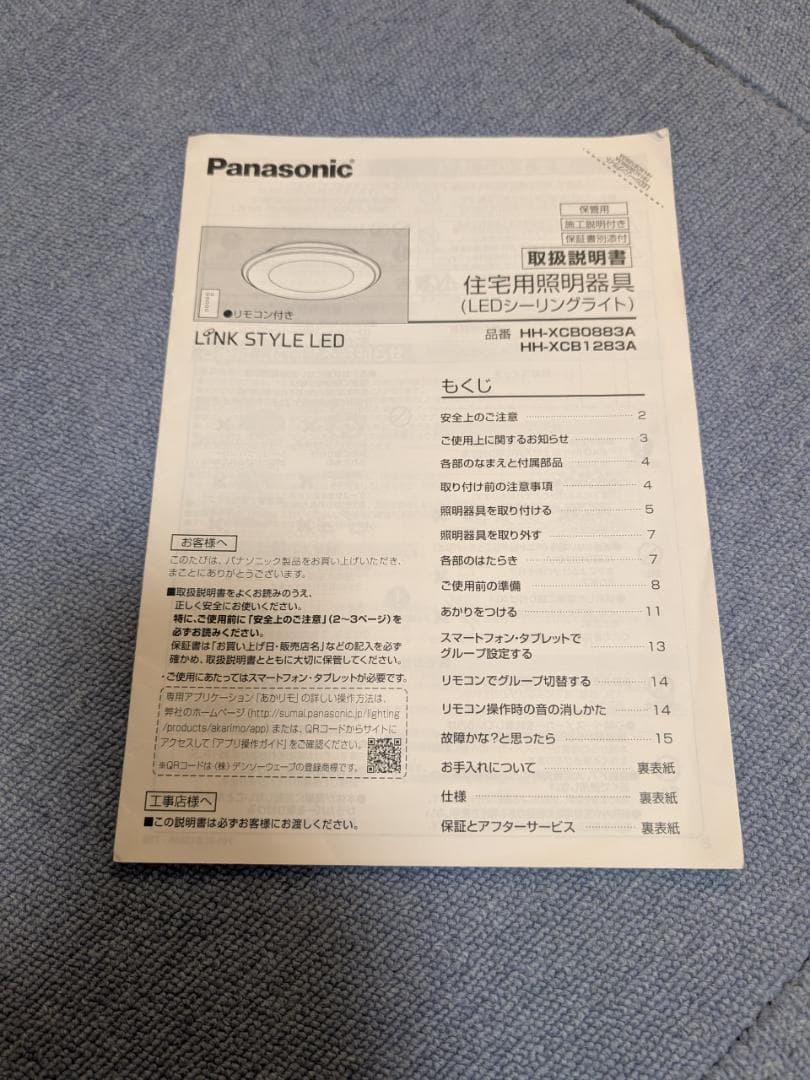 Panasonic
保管用
施工説明付き
保証書別添付
取扱説明書
住宅用照明器具
(LEDシーリングライト)
●リモコン付き
LiNK STYLE LED
品番 HH-XCB0883A
HH-XCB1283A
もくじ
安全上のご注意 2
ご使用上に関するお知らせ 3
各部のなまえと付属部品 4
取り付け前の注意事項 4
照明器具を取り付ける 5
照明器具を取り外す 7
各部のはたらき 7
ご使用前の準備 8
あかりをつける 11
スマートフォン・タブレットで
グループ設定する 13
リモコンでグループ切替する 14
リモコン操作時の音の消しかた 14
故障かな?と思ったら 15
お手入れについて 裏表紙
仕様 裏表紙
保証とアフターサービス 裏表紙
お客様へ
このたびは、パナソニック製品をお買い上げいただき、
まことにありがとうございます。
■取扱説明書をよくお読みのうえ、
正しく安全にお使いください。
特に、ご使用前に「安全上のご注意」(2～3ページ)を
必ずお読みください。
保証書は「お買い上げ日・販売店名」などの記入を必ず
確かめ、取扱説明書とともに大切に保管してください。
・ご使用にあたってはスマートフォン・タブレットが必要です。
専用アプリケーション「あかリモ」の詳しい操作方法は、
弊社のホームページ(http://sumai.panasonic.jp/lighting
/products/akarimo/app)または、QRコードからサイトに
アクセスして「アプリ操作ガイド」をご確認ください。
※QRコードは(株)デンソーウェーブの登録商標です。
工事店様へ
■この説明書は必ずお客様にお渡しください。